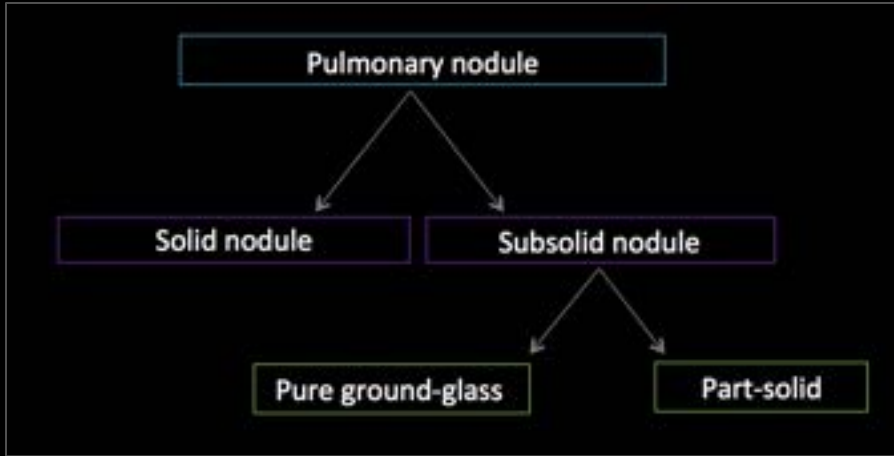 Pulmonary nodule
Solid nodule
Subsolid nodule
Pure ground-glass
Part-solid